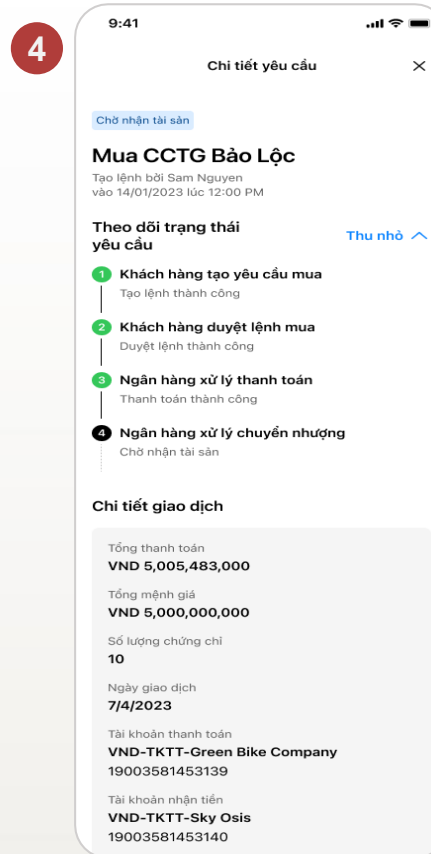 4
9:41
Chi tiết yêu cầu
Chờ nhận tài sản
Mua CCTG Bảo Lộc
Tạo lệnh bởi Sam Nguyen
vào 14/01/2023 lúc 12:00 PM
Theo dõi trạng thái
yêu cầu
Thu nhỏ
1 Khách hàng tạo yêu cầu mua
Tạo lệnh thành công
2 Khách hàng duyệt lệnh mua
Duyệt lệnh thành công
3 Ngân hàng xử lý thanh toán
Thanh toán thành công
4 Ngân hàng xử lý chuyển nhượng
Chờ nhận tài sản
Chi tiết giao dịch
Tổng thanh toán
VND 5,005,483,000
Tổng mệnh giá
VND 5,000,000,000
Số lượng chứng chỉ
10
Ngày giao dịch
7/4/2023
Tài khoản thanh toán
VND-TKTT-Green Bike Company
19003581453139
Tài khoản nhận tiền
VND-TKTT-Sky Osis
19003581453140